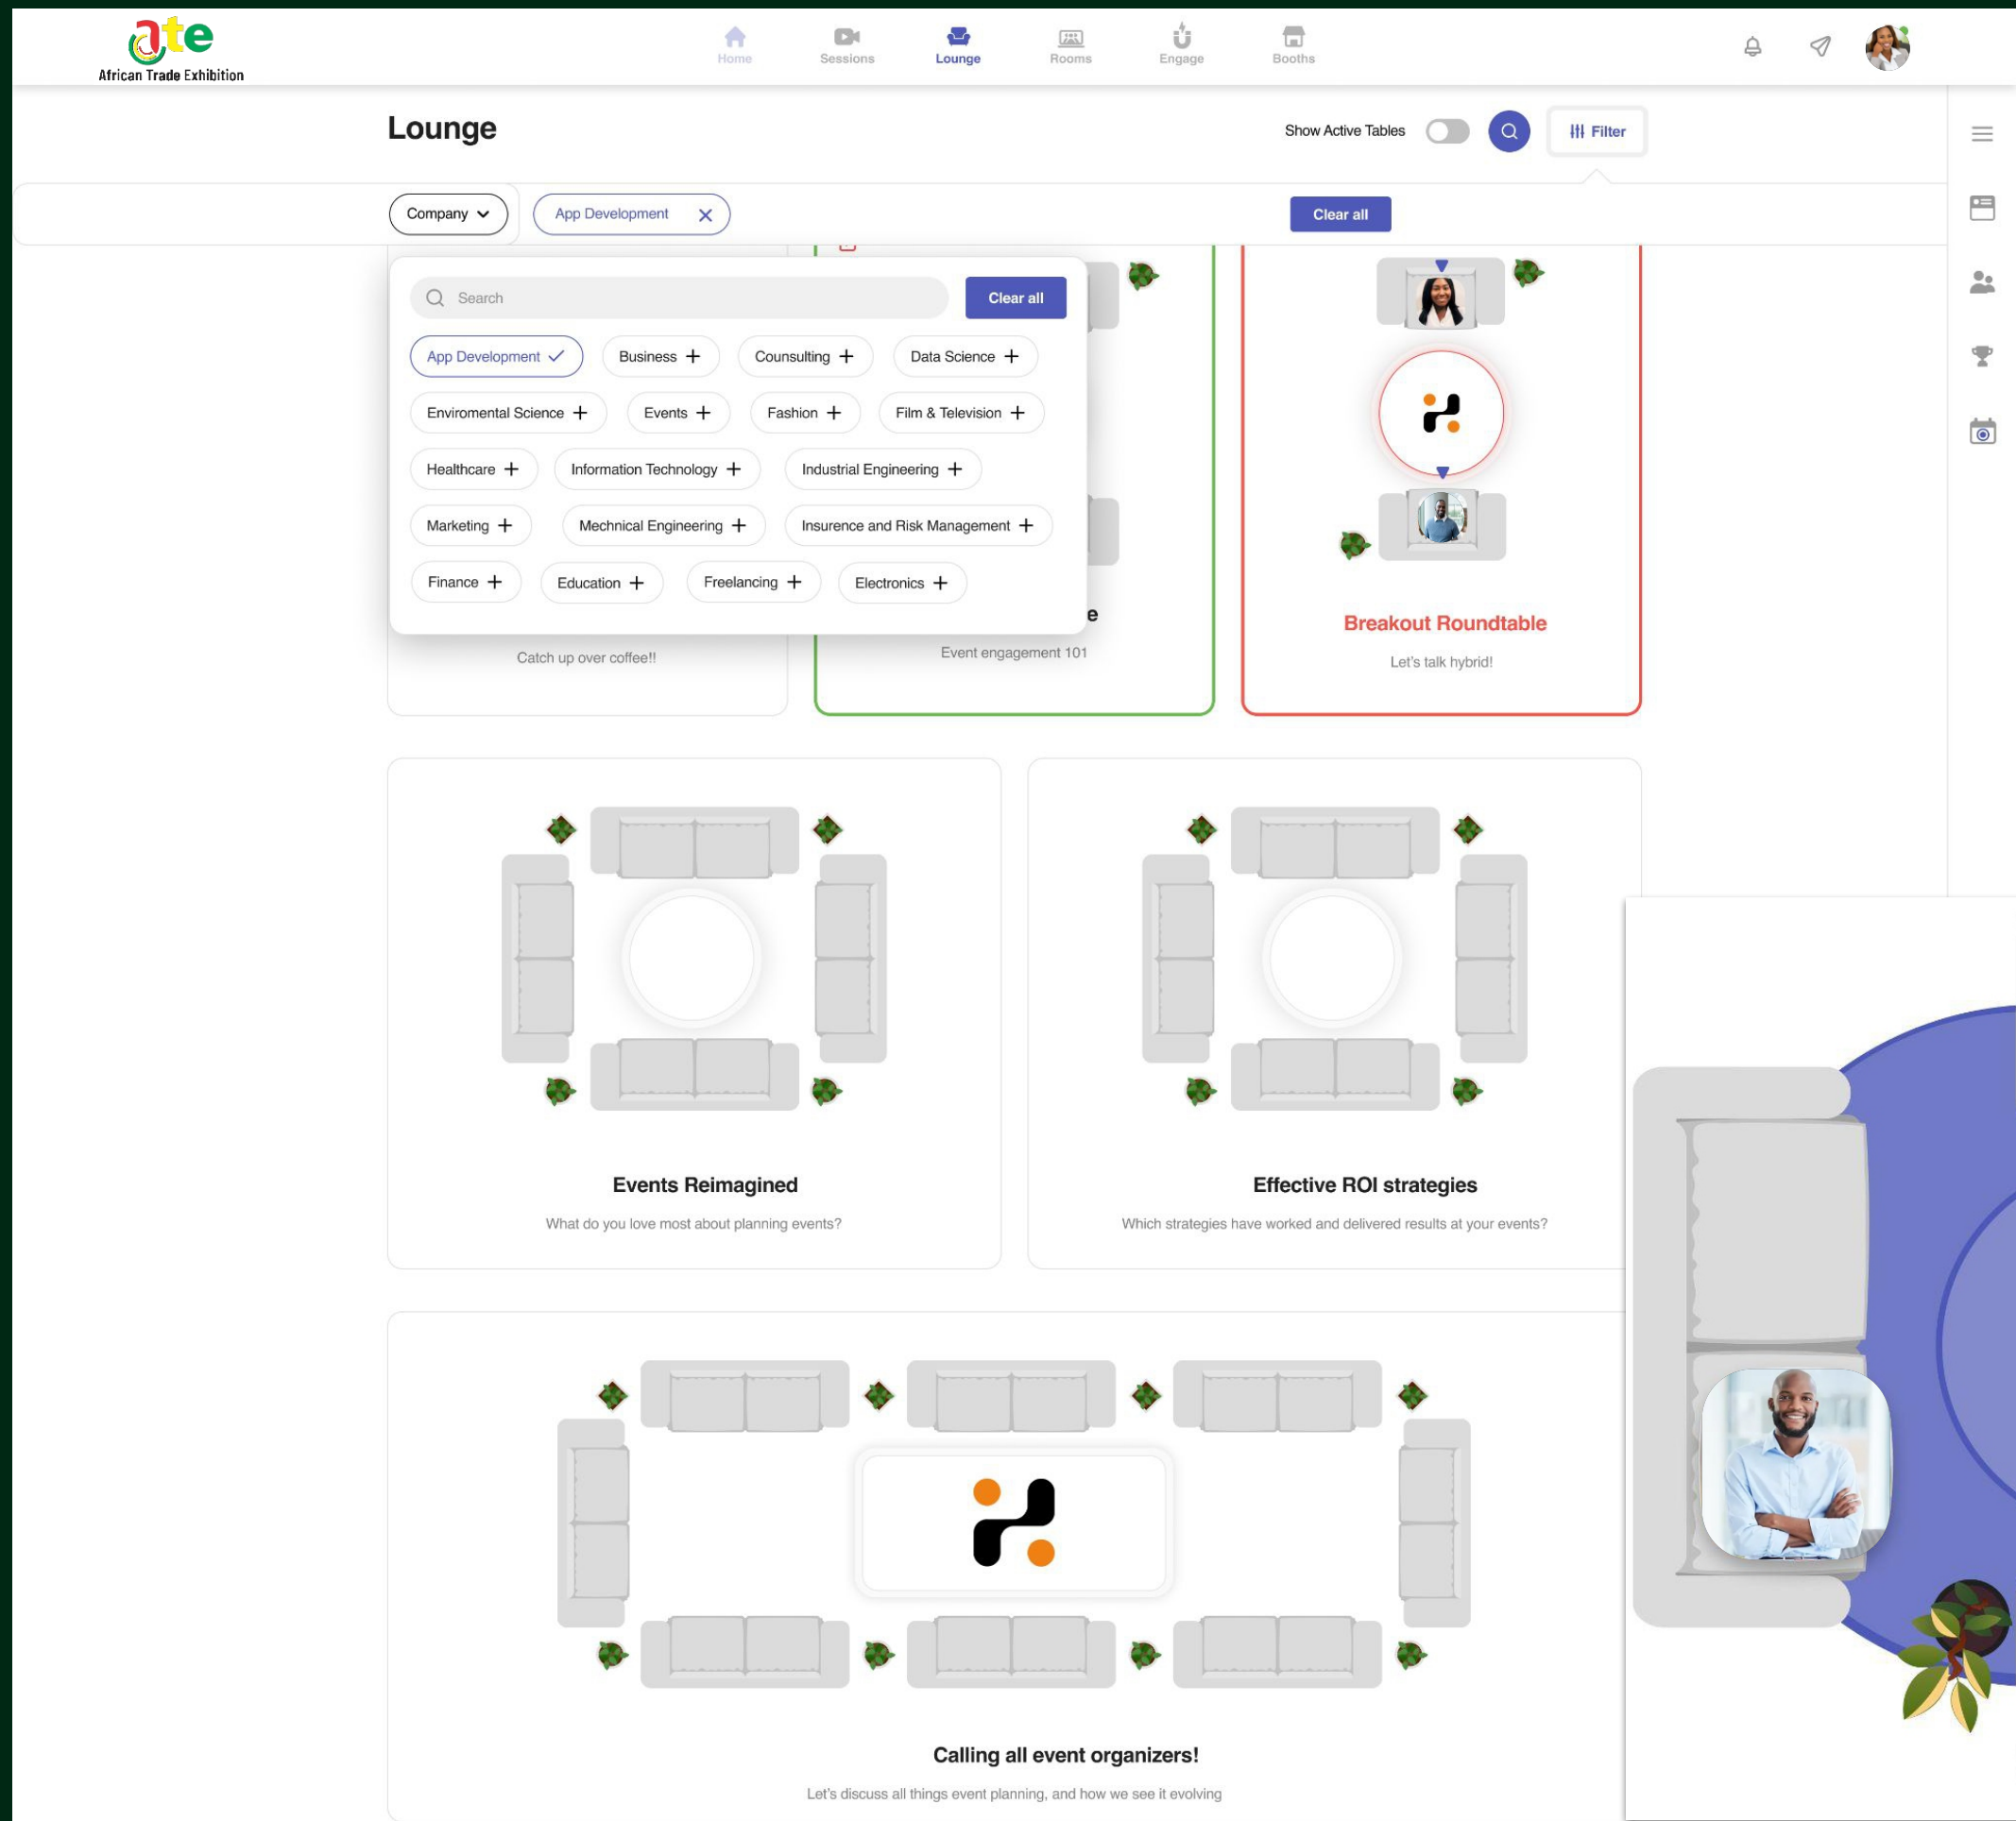 ate
African Trade Exhibition
Home Sessions Lounge Rooms Engage Booths
Lounge
Show Active Tables
Filter
Company App Development
Clear all
Search
Clear all
App Development Business Counsulting Data Science
Enviromental Science Events Fashion Film & Television
Healthcare Information Technology Industrial Engineering
Marketing Mechnical Engineering Insurence and Risk Management
Finance Education Freelancing Electronics
e
Catch up over coffee!!
Event engagement 101
Breakout Roundtable
Let's talk hybrid!
Events Reimagined
What do you love most about planning events?
Effective ROI strategies
Which strategies have worked and delivered results at your events?
Calling all event organizers!
Let's discuss all things event planning, and how we see it evolving